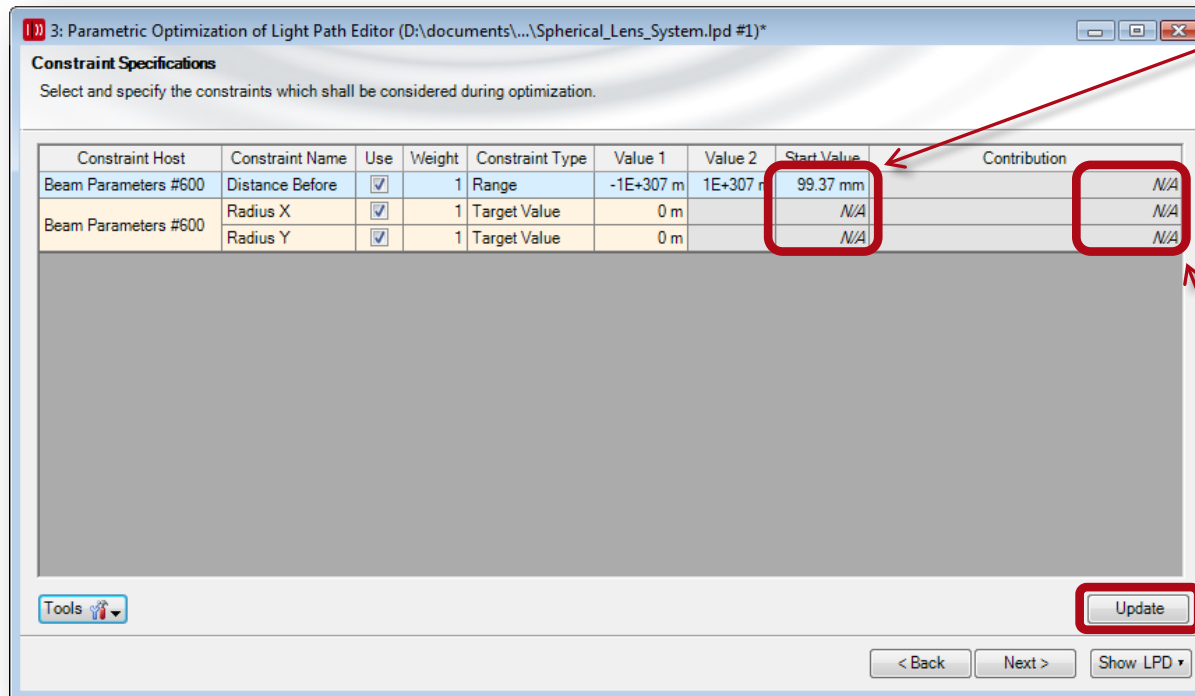 3: Parametric Optimization of Light Path Editor (D:\documents\...\Spherical_Lens_System.lpd #1)*
Constraint Specifications
Select and specify the constraints which shall be considered during optimization.
Constraint Host Constraint Name Use Weight Constraint Type Value 1 Value 2 Start Value Contribution
Beam Parameters #600 Distance Before 1 Range -1E+307 m 1E+307 m 99.37 mm N/A
Beam Parameters #600 Radius X 1 Target Value 0 m N/A N/A
Radius Y 1 Target Value 0 m N/A N/A
Tools Update
< Back Next > Show LPD